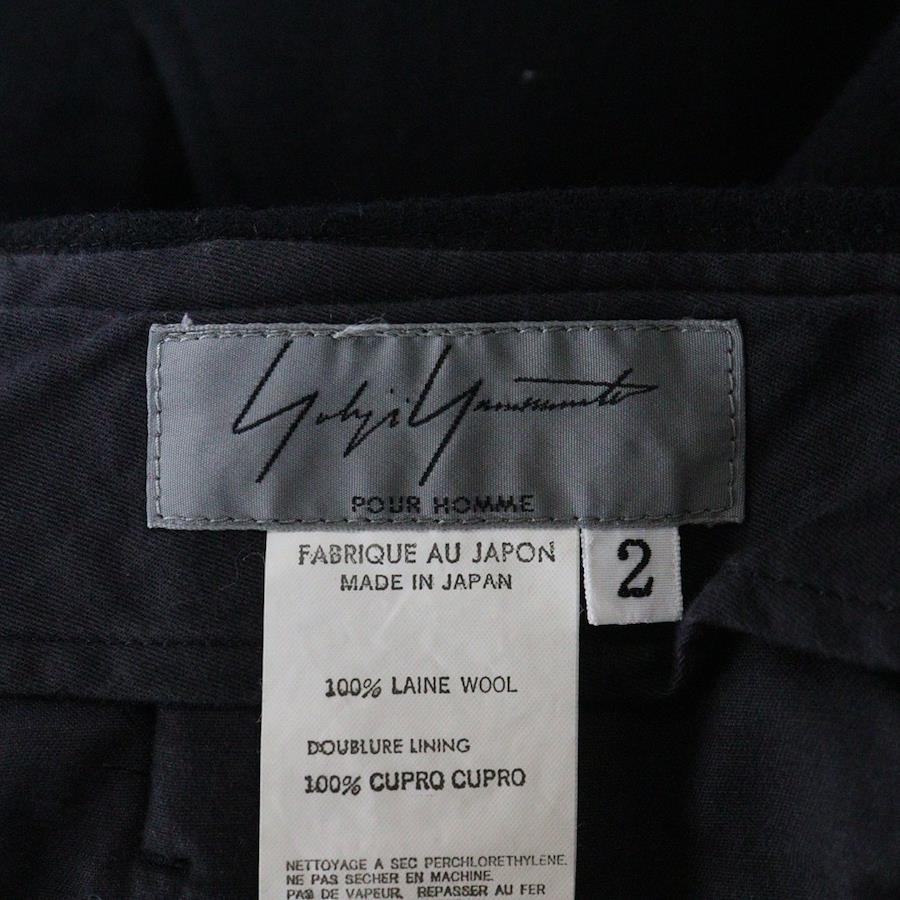 Yohji Yamamoto
POUR HOMME
FABRIQUE AU JAPON
MADE IN JAPAN
2
100% LAINE WOOL
DOUBLURE LINING
100% CUPRO CUPRO
NETTOYAGE A SEC PERCHLORETHYLENE.
NE PAS SECHER EN MACHINE.
PAS DE VAPEUR, REPASSER AU FER